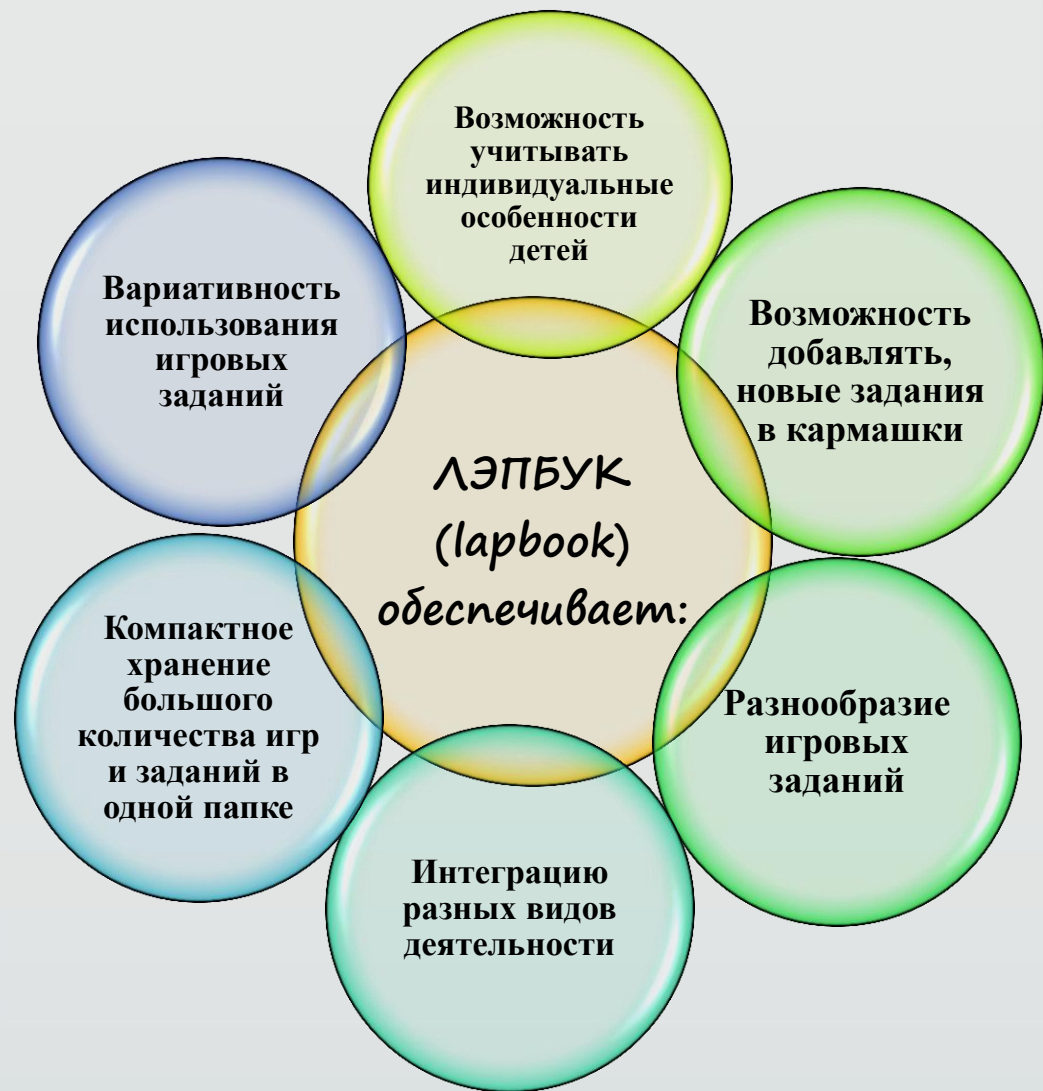 Возможность
учитывать
индивидуальные
особенности
детей
Возможность
добавлять,
новые задания
в кармашки
Разнообразие
игровых
заданий
Интеграцию
разных видов
деятельности
Компактное
хранение
большого
количества игр
и заданий в
одной папке
Вариативность
использования
игровых
заданий
ЛЭПБУК
(lapbook)
обеспечивает: